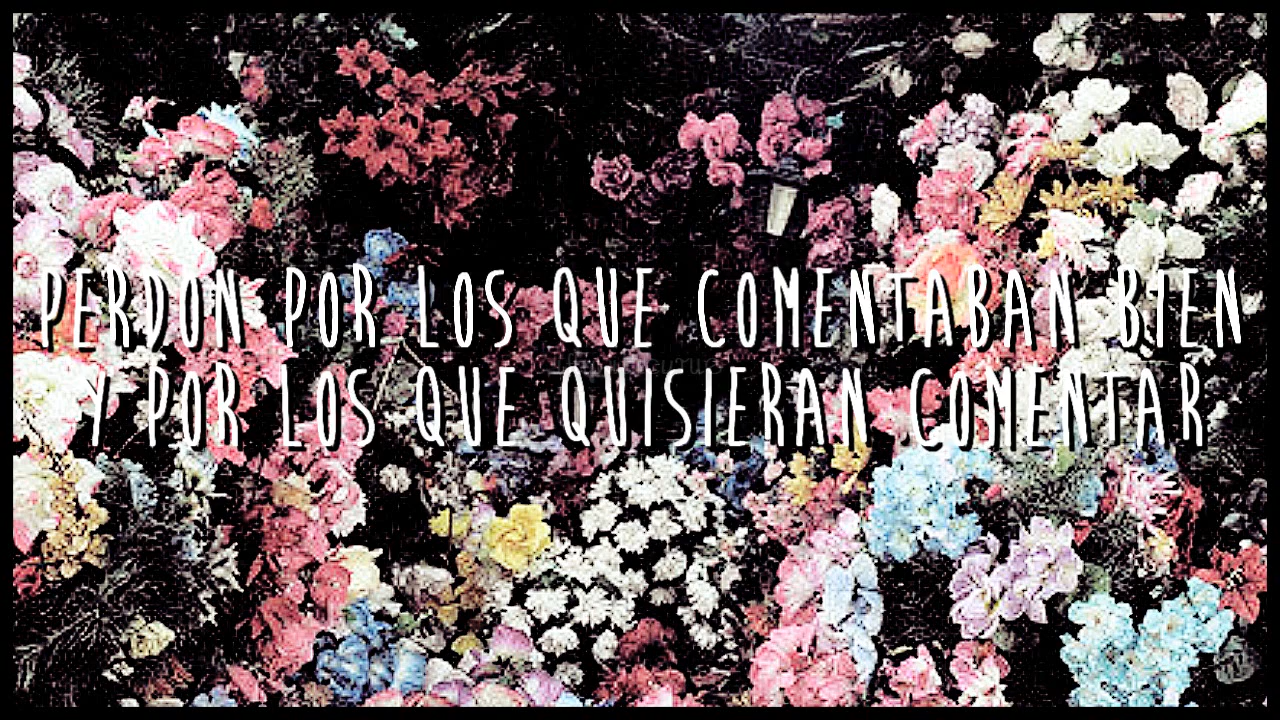 PERDON POR LOS QUE COMENTABAN BIEN
Y POR LOS QUE QUISIERAN COMENTAR